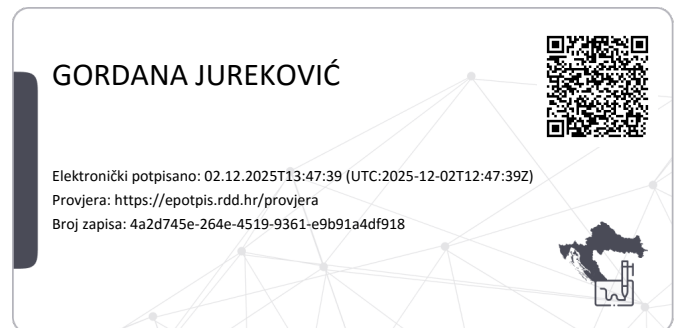 GORDANA JUREKOVIĆ
Elektronički potpisano: 02.12.2025T13:47:39 (UTC:2025-12-02T12:47:39Z)
Provjera: https://epotpis.rdd.hr/provjera
Broj zapisa: 4a2d745e-264e-4519-9361-e9b91a4df918